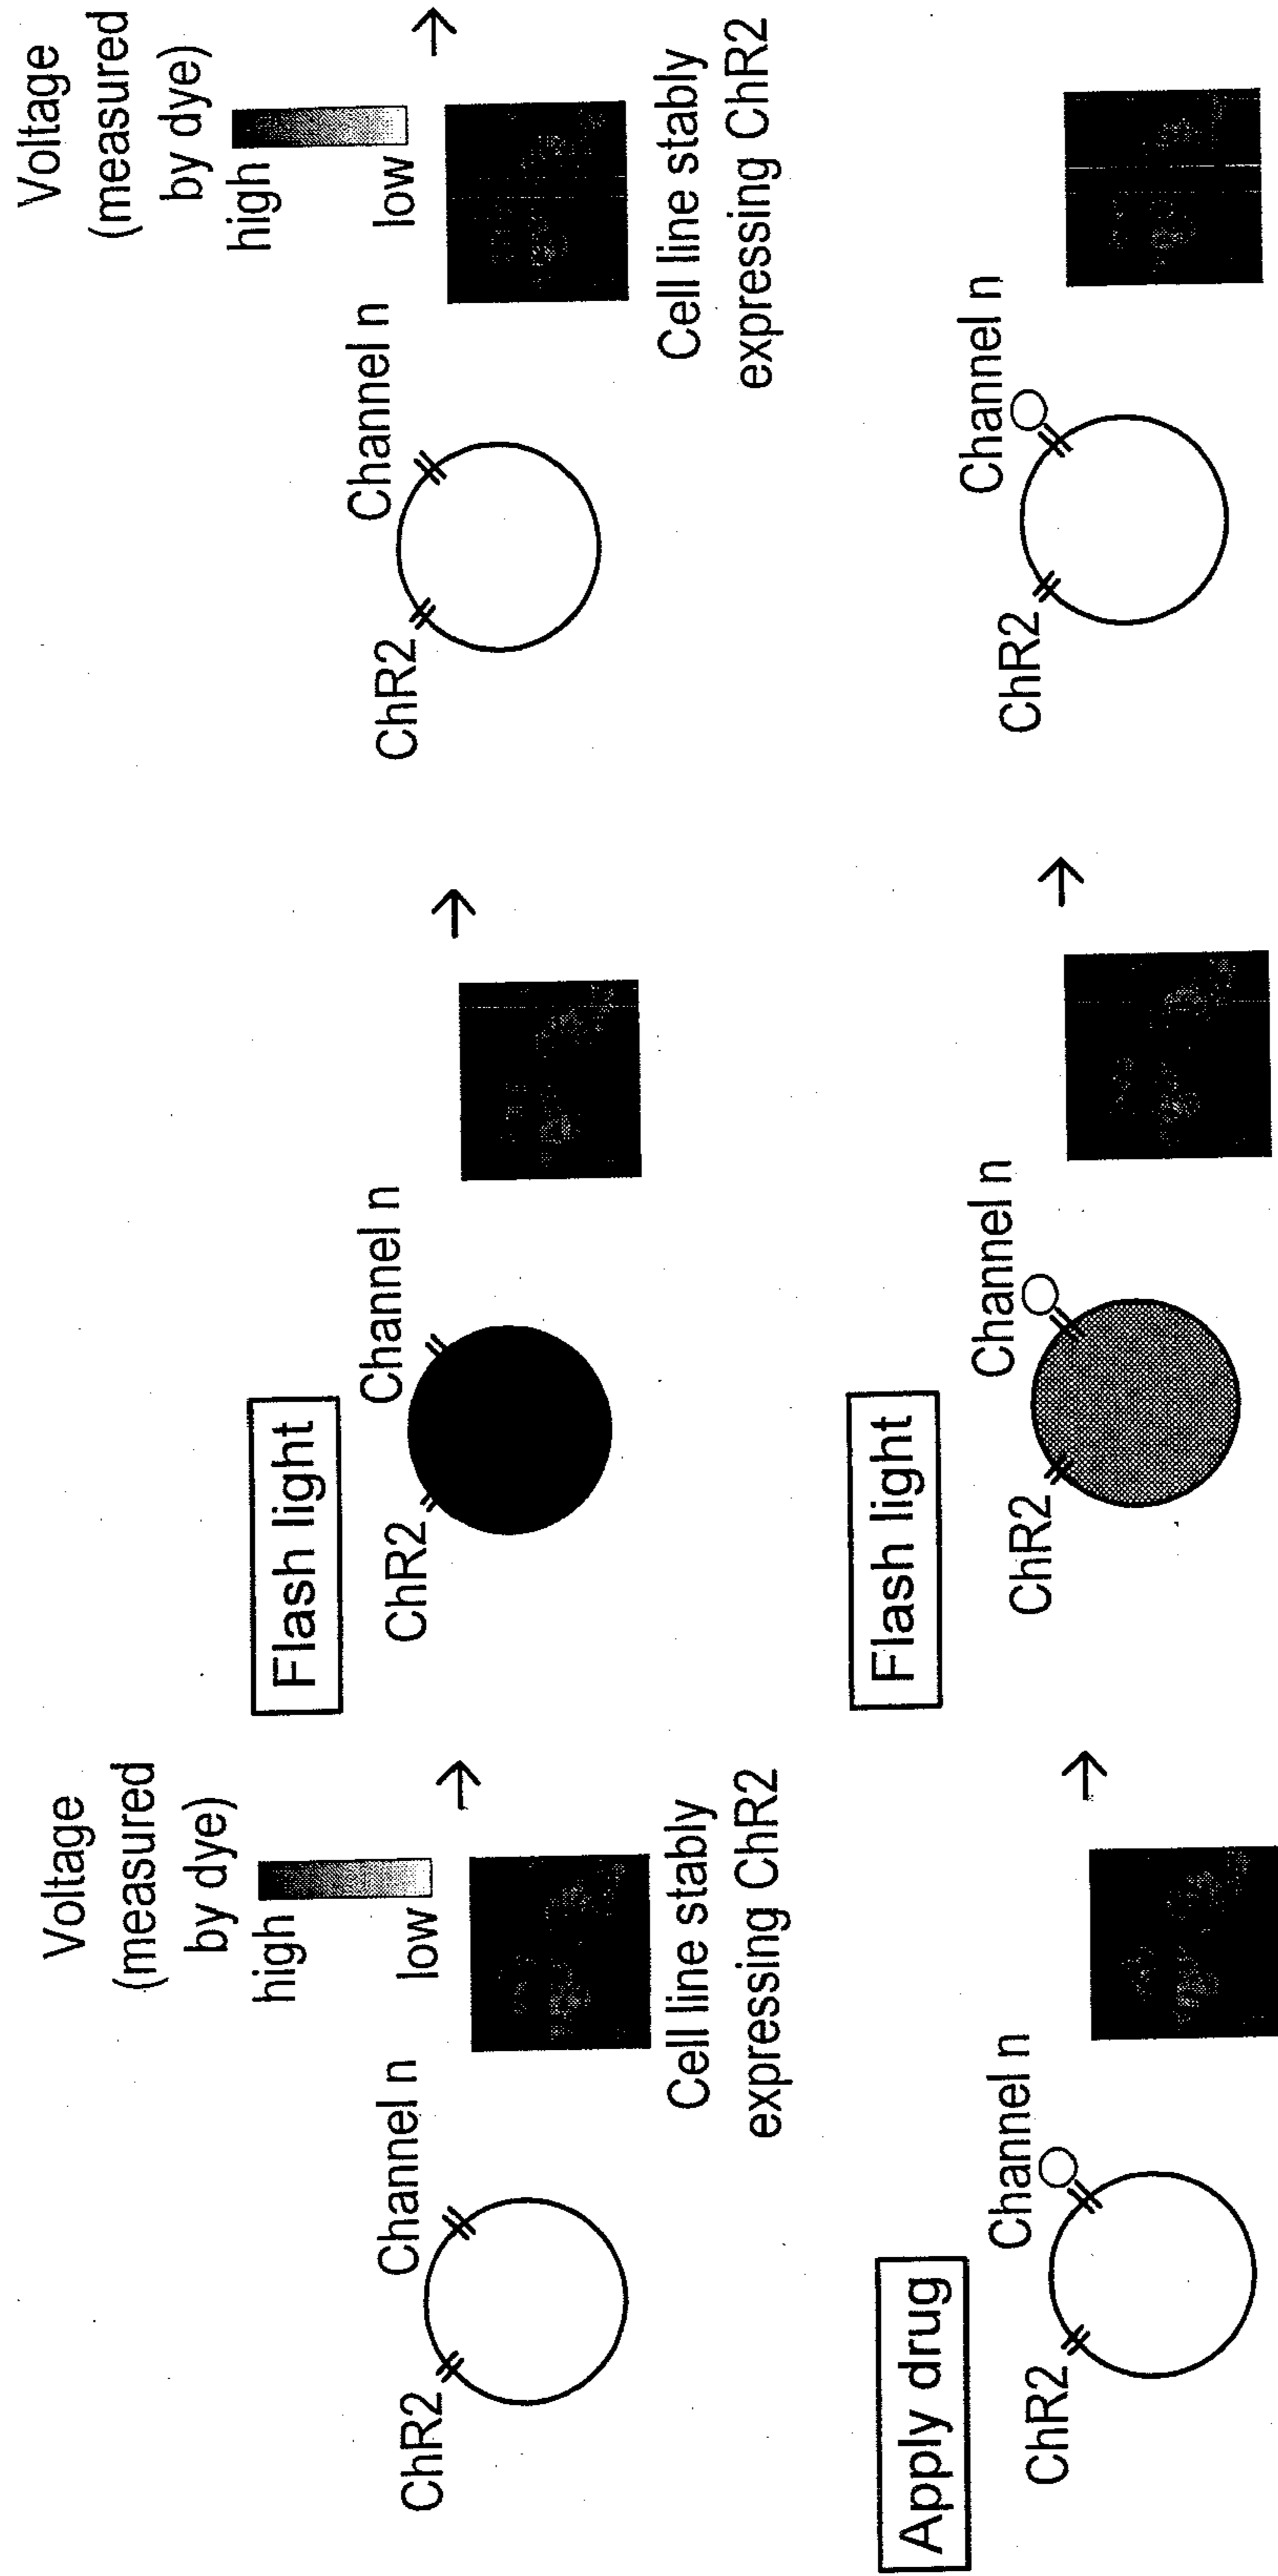 Voltage
(measured
by dye)
high
low
ChR2
Channel n
Cell line stably
expressing ChR2
Flash light
ChR2
Channel n
Voltage
(measured
by dye)
high
low
ChR2
Channel n
Cell line stably
expressing ChR2
Apply drug
ChR2
Channel n
Flash light
ChR2
Channel n
ChR2
Channel n